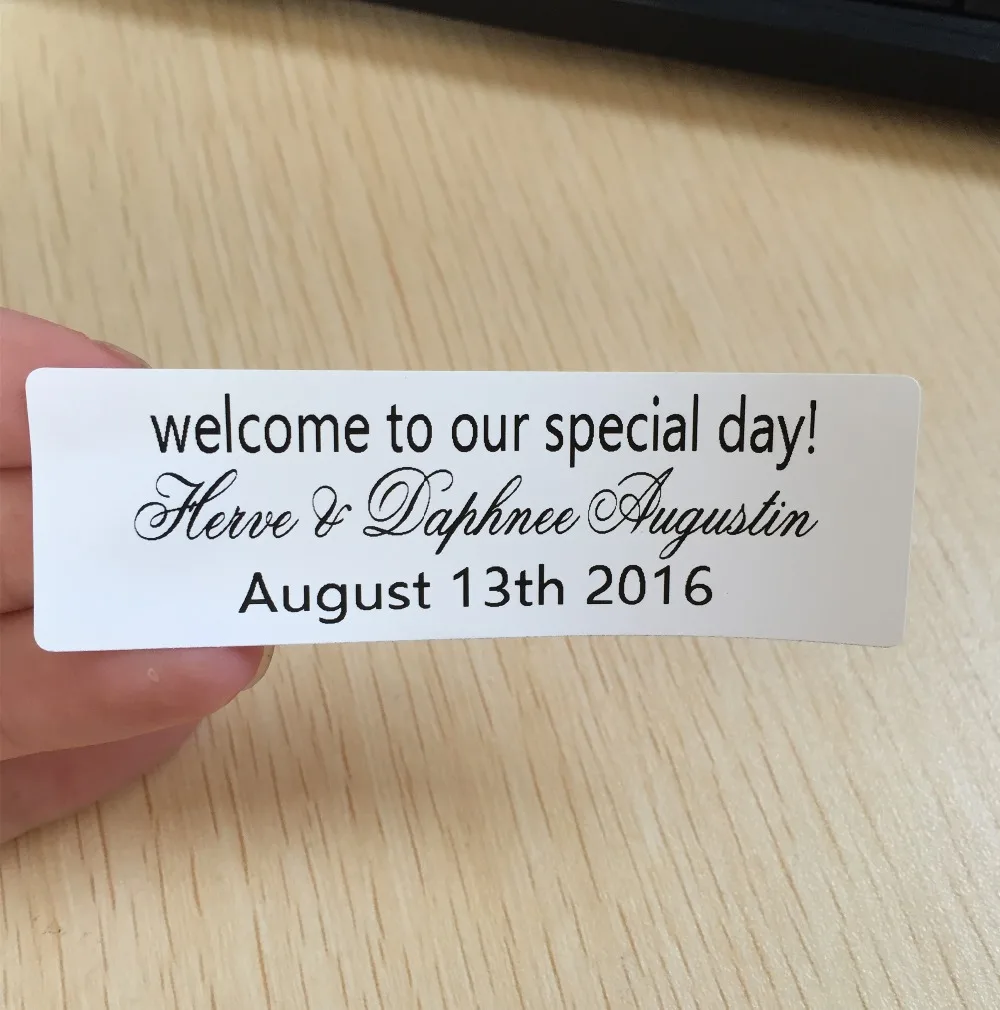 welcome to our special day!
Herve & Daphnee Augustin
August 13th 2016